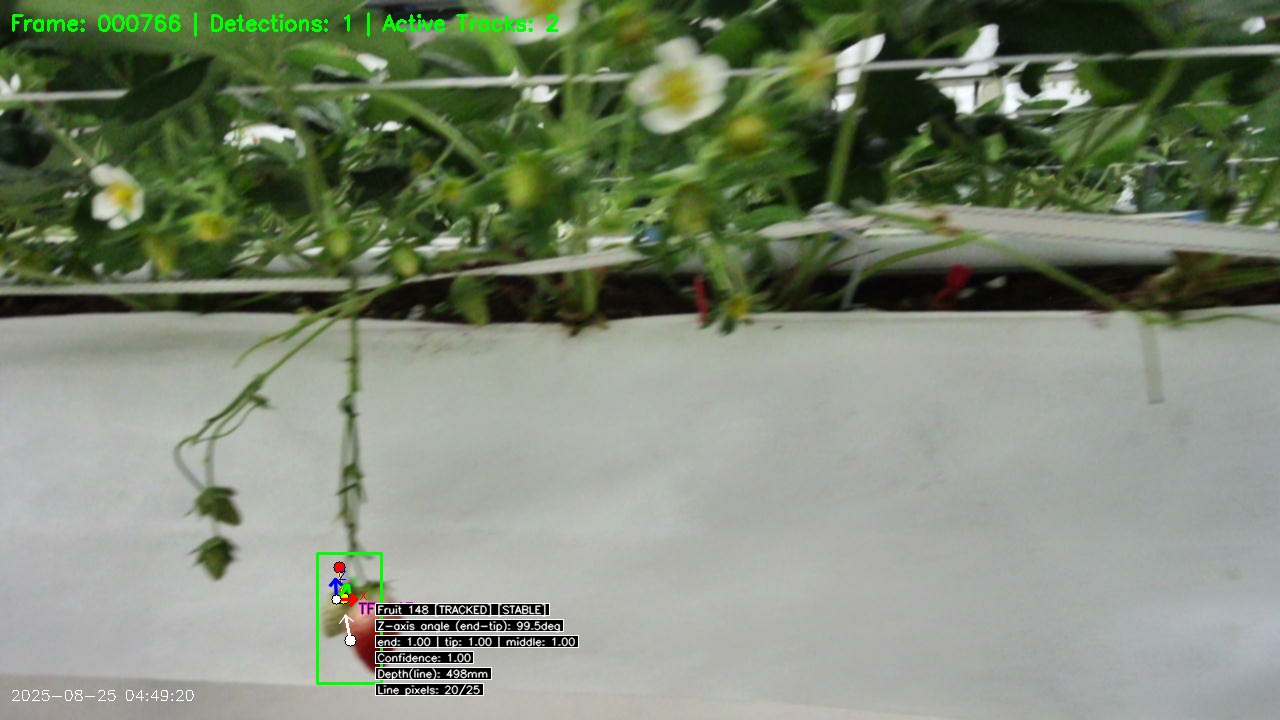 Frame: 000766 | Detections: 1 | Active Tracks: 2
Fruit 148 [TRACKED] [STABLE]
Z-axis angle (end-tip): 99.5deg
end: 1.00 | tip: 1.00 | middle: 1.00
Confidence: 1.00
Depth(line): 498mm
Line pixels: 20/25
2025-08-25 04:49:20